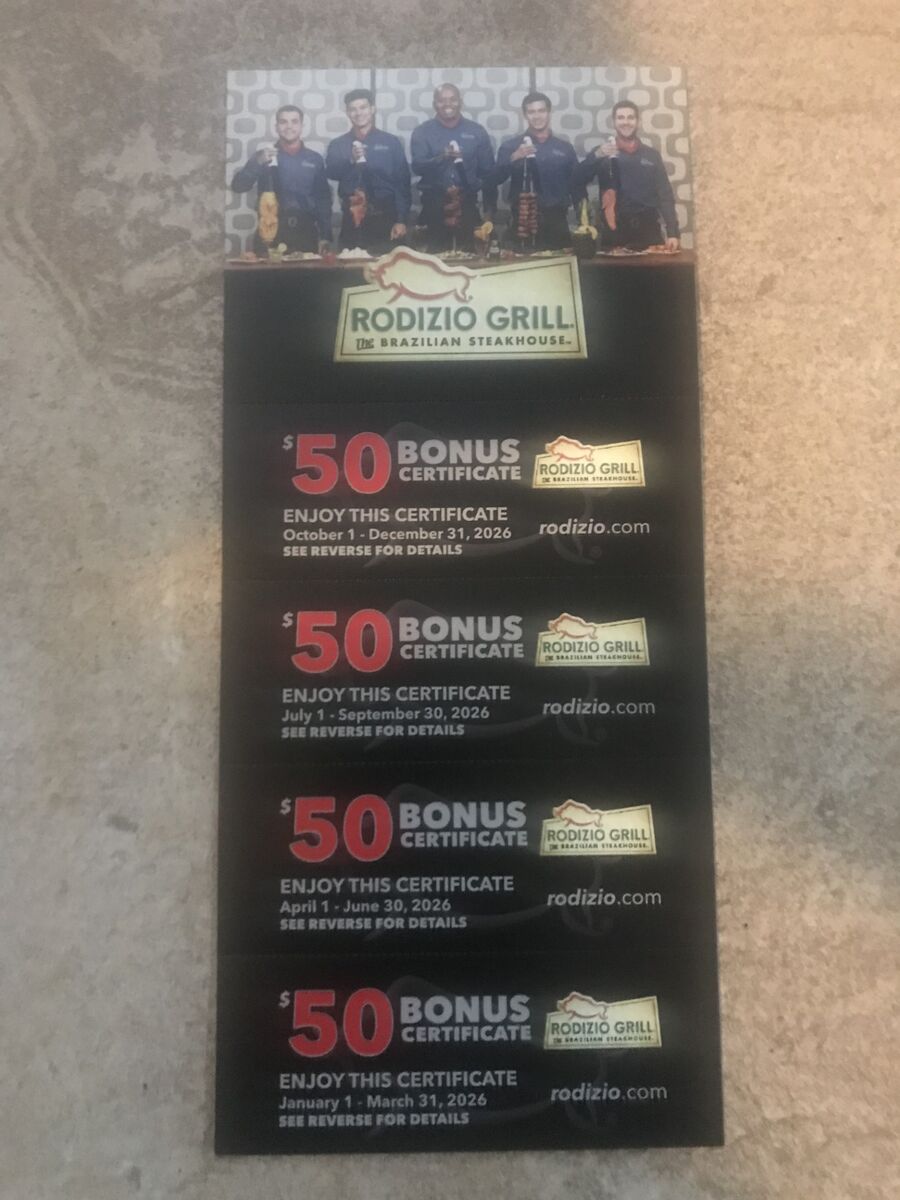 RODIZIO GRILL.
The BRAZILIAN STEAKHOUSE™
$50 BONUS CERTIFICATE
RODIZIO GRILL.
THE BRAZILIAN STEAKHOUSE.
ENJOY THIS CERTIFICATE
October 1 - December 31, 2026
SEE REVERSE FOR DETAILS
rodizio.com
$50 BONUS CERTIFICATE
RODIZIO GRILL.
THE BRAZILIAN STEAKHOUSE.
ENJOY THIS CERTIFICATE
July 1 - September 30, 2026
SEE REVERSE FOR DETAILS
rodizio.com
$50 BONUS CERTIFICATE
RODIZIO GRILL.
THE BRAZILIAN STEAKHOUSE.
ENJOY THIS CERTIFICATE
April 1 - June 30, 2026
SEE REVERSE FOR DETAILS
rodizio.com
$50 BONUS CERTIFICATE
RODIZIO GRILL.
THE BRAZILIAN STEAKHOUSE.
ENJOY THIS CERTIFICATE
January 1 - March 31, 2026
SEE REVERSE FOR DETAILS
rodizio.com